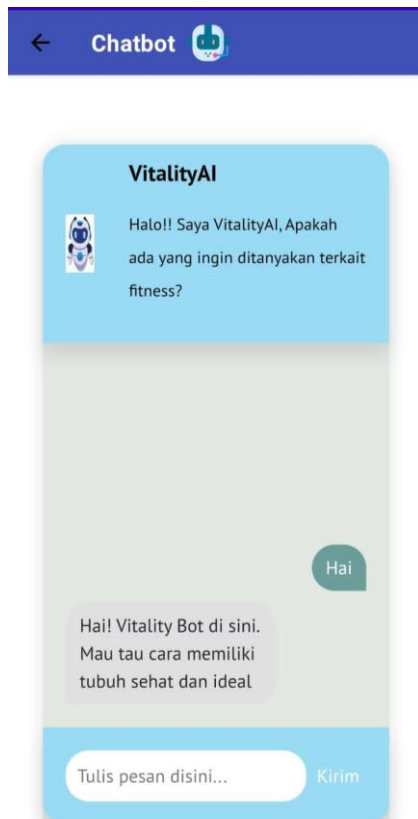 Chatbot
VitalityAI
Halo!! Saya VitalityAI, Apakah
ada yang ingin ditanyakan terkait
fitness?
Hai
Hai! Vitality Bot di sini.
Mau tau cara memiliki
tubuh sehat dan ideal
Tulis pesan disini...
Kirim